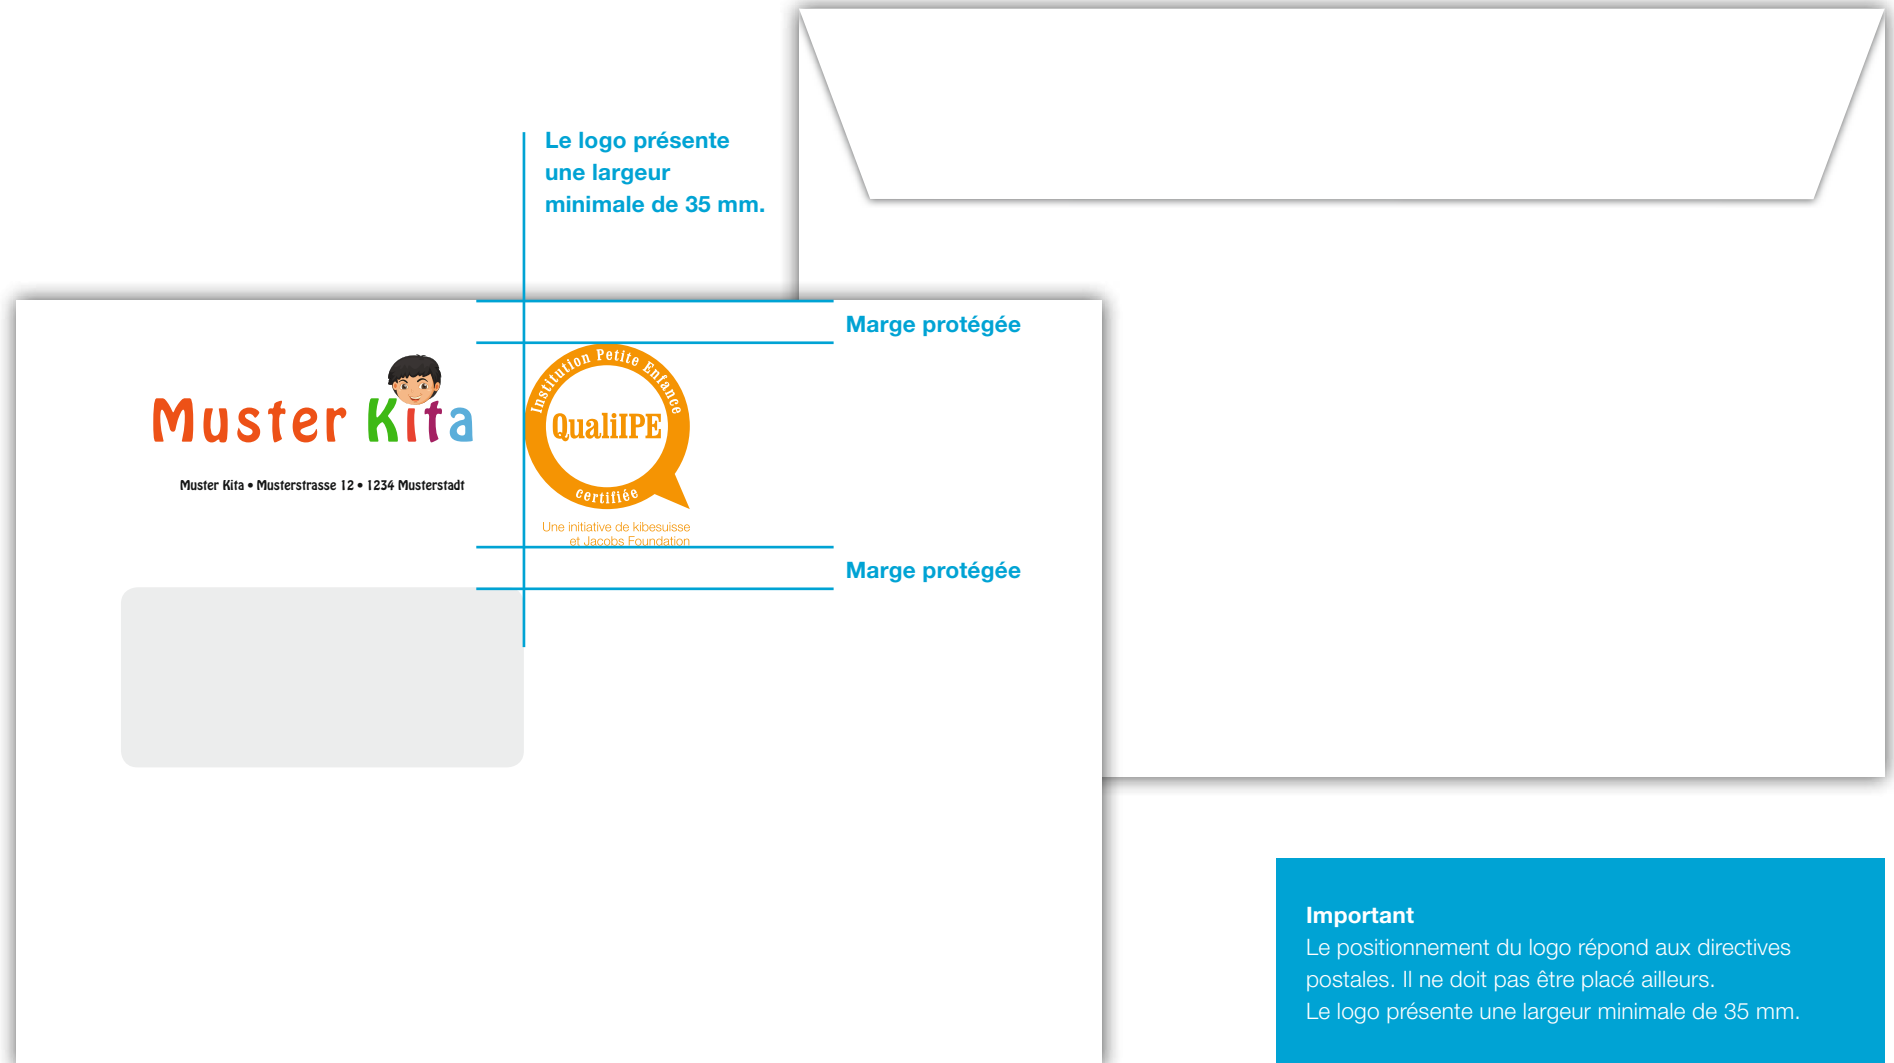 Le logo présente
une largeur
minimale de 35 mm.
Marge protégée
Muster Kita
Muster Kita • Musterstrasse 12 • 1234 Musterstadt
Institution Petite Enfance
QualiIPE
certifiée
Une initiative de kibesuisse
et Jacobs Foundation
Marge protégée
Important
Le positionnement du logo répond aux directives
postales. Il ne doit pas être placé ailleurs.
Le logo présente une largeur minimale de 35 mm.